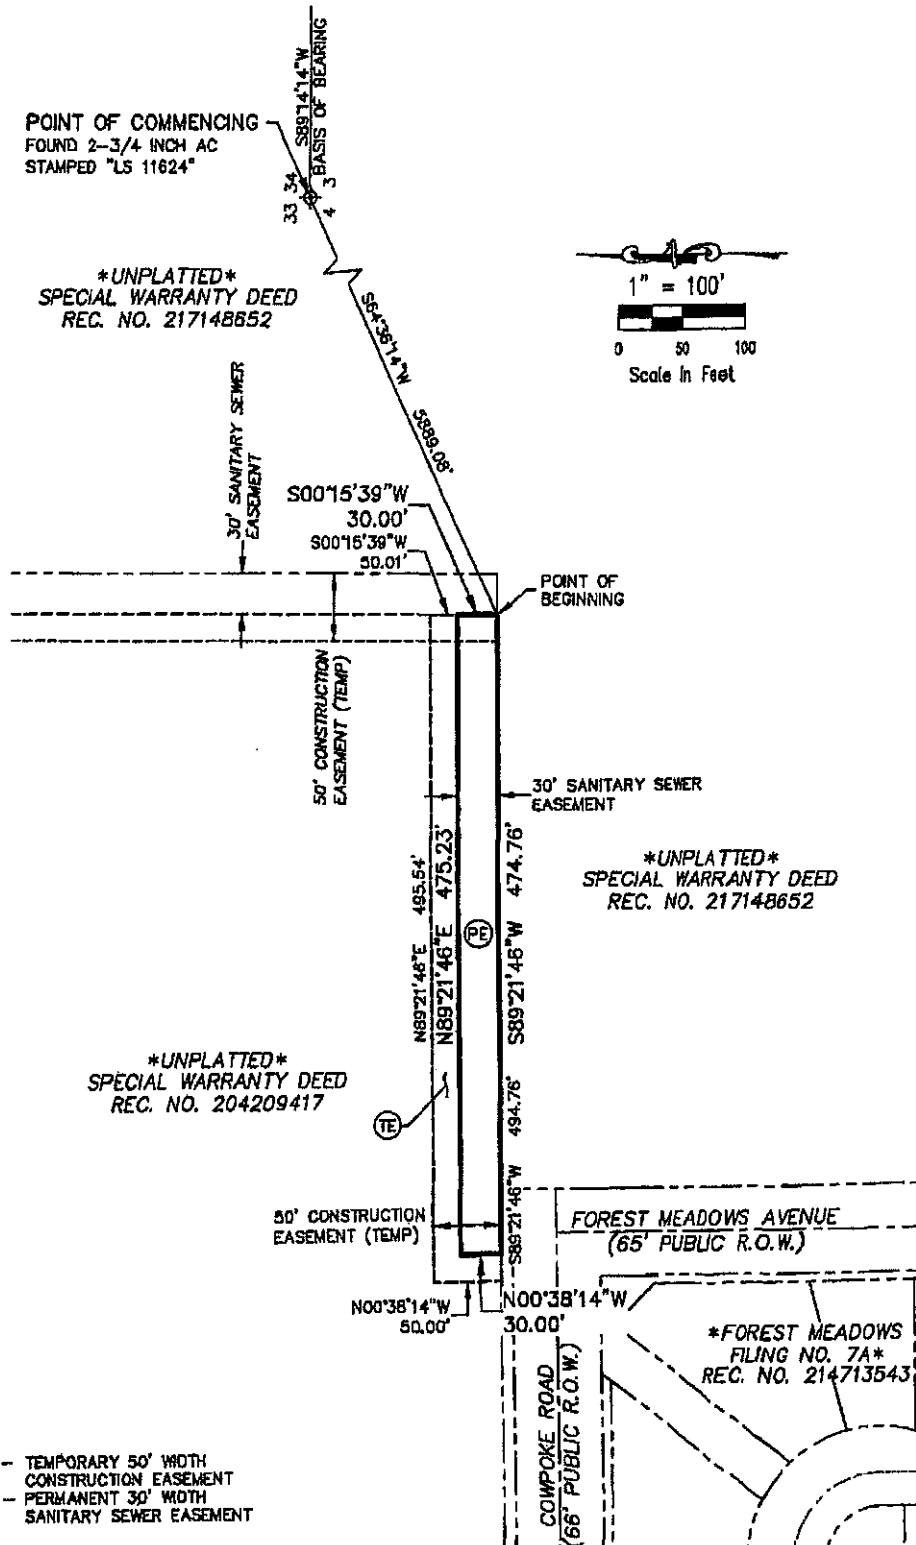 S89°14'14"W
BASIS OF BEARING
POINT OF COMMENCING
FOUND 2-3/4 INCH AC
STAMPED "LS 11624"
33 34
4 3
*UNPLATTED*
SPECIAL WARRANTY DEED
REC. NO. 217148652
1" = 100'
0 50 100
Scale In Feet
S64°36'14"W
5889.08'
30' SANITARY SEWER
EASEMENT
S00°15'39"W
30.00'
S00°15'39"W
50.01'
POINT OF
BEGINNING
50' CONSTRUCTION
EASEMENT (TEMP)
30' SANITARY SEWER
EASEMENT
N89°21'46"E 495.54'
N89°21'46"E 475.23'
S89°21'46"W 474.76'
PE
*UNPLATTED*
SPECIAL WARRANTY DEED
REC. NO. 217148652
*UNPLATTED*
SPECIAL WARRANTY DEED
REC. NO. 204209417
TE
S89°21'46"W 494.76'
50' CONSTRUCTION
EASEMENT (TEMP)
FOREST MEADOWS AVENUE
(65' PUBLIC R.O.W.)
N00°38'14"W
50.00'
N00°38'14"W
30.00'
*FOREST MEADOWS
FILING NO. 7A*
REC. NO. 214713543
COWPOKE ROAD
(66' PUBLIC R.O.W.)
- TEMPORARY 50' WIDTH
CONSTRUCTION EASEMENT
- PERMANENT 30' WIDTH
SANITARY SEWER EASEMENT